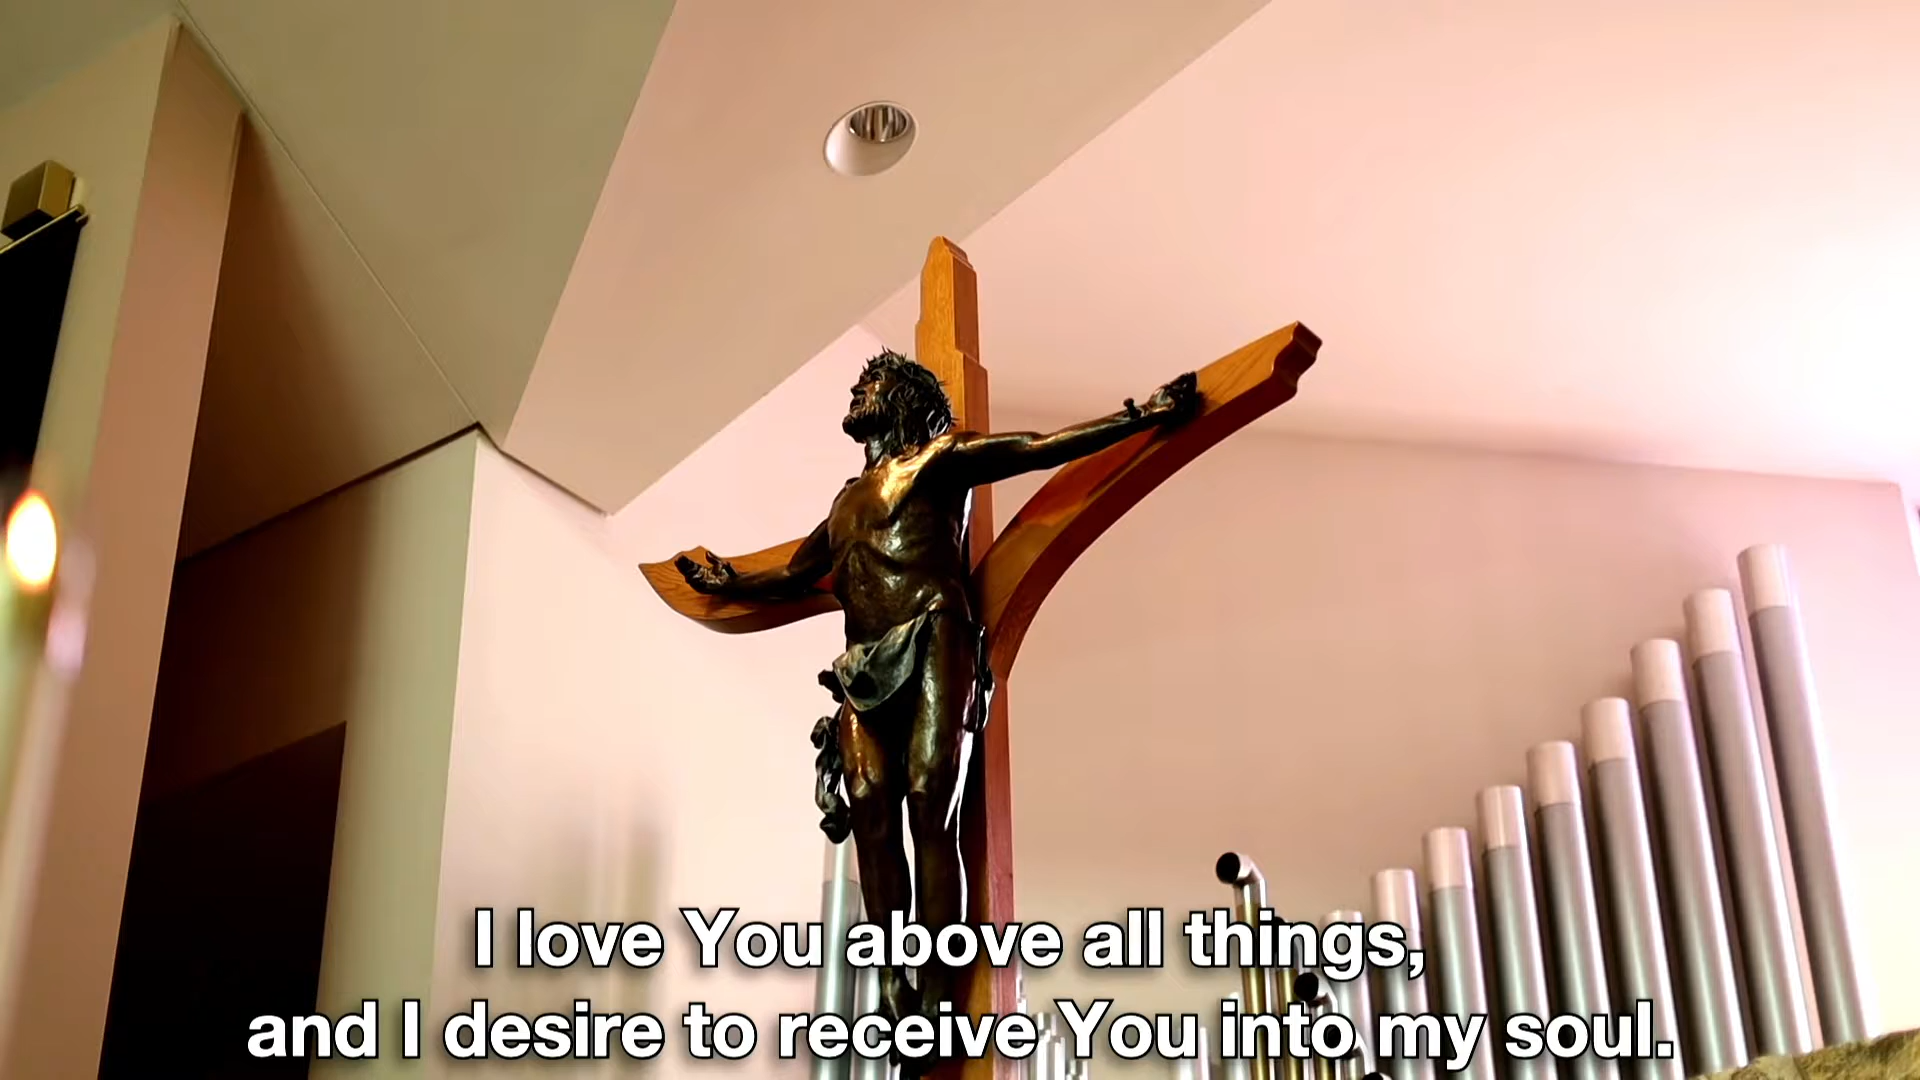 I love You above all things,
and I desire to receive You into my soul.